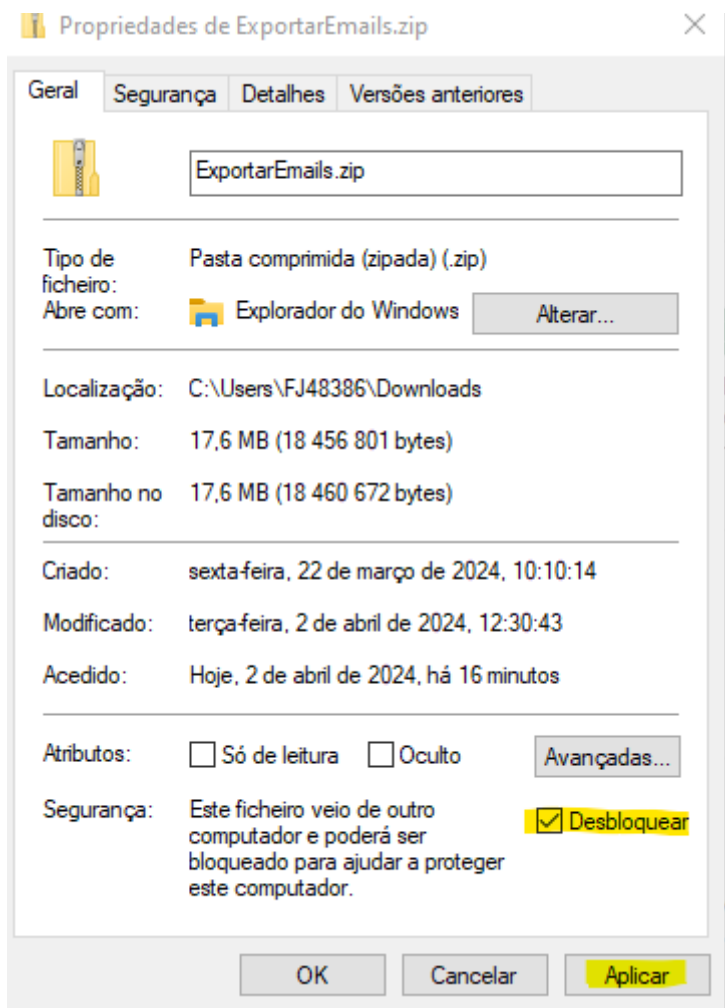 Propriedades de ExportarEmails.zip
Geral Segurança Detalhes Versões anteriores
ExportarEmails.zip
Tipo de
ficheiro:
Pasta comprimida (zipada) (.zip)
Abre com: Explorador do Windows Alterar...
Localização: C:\Users\FJ48386\Downloads
Tamanho: 17,6 MB (18 456 801 bytes)
Tamanho no
disco:
17,6 MB (18 460 672 bytes)
Criado: sexta-feira, 22 de março de 2024, 10:10:14
Modificado: terça-feira, 2 de abril de 2024, 12:30:43
Acedido: Hoje, 2 de abril de 2024, há 16 minutos
Atributos: Só de leitura Oculto Avançadas...
Segurança: Este ficheiro veio de outro
computador e poderá ser
bloqueado para ajudar a proteger
este computador.
Desbloquear
OK Cancelar Aplicar